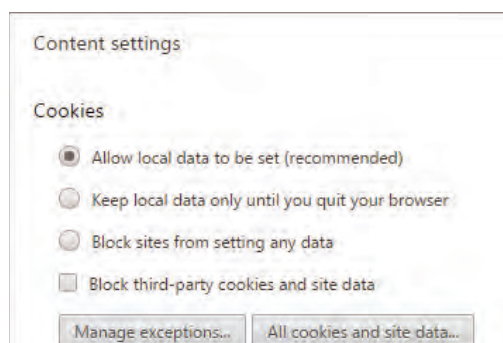 Content settings
Cookies
Allow local data to be set (recommended)
Keep local data only until you quit your browser
Block sites from setting any data
Block third-party cookies and site data
Manage exceptions... All cookies and site data...